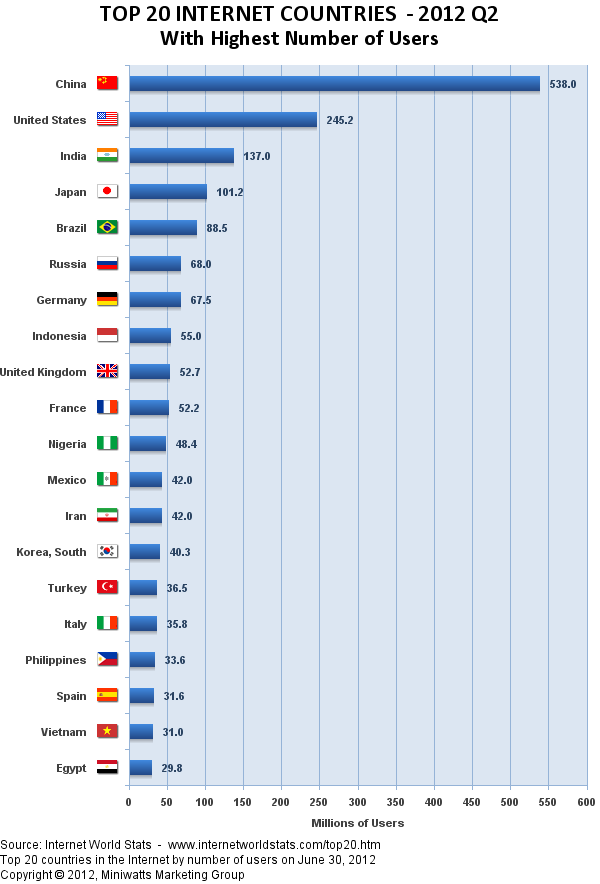 TOP 20 INTERNET COUNTRIES - 2012 Q2
With Highest Number of Users
China 538.0
United States 245.2
India 137.0
Japan 101.2
Brazil 88.5
Russia 68.0
Germany 67.5
Indonesia 55.0
United Kingdom 52.7
France 52.2
Nigeria 48.4
Mexico 42.0
Iran 42.0
Korea, South 40.3
Turkey 36.5
Italy 35.8
Philippines 33.6
Spain 31.6
Vietnam 31.0
Egypt 29.8
0 50 100 150 200 250 300 350 400 450 500 550 600
Millions of Users
Source: Internet World Stats - www.internetworldstats.com/top20.htm
Top 20 countries in the Internet by number of users on June 30, 2012
Copyright © 2012, Miniwatts Marketing Group